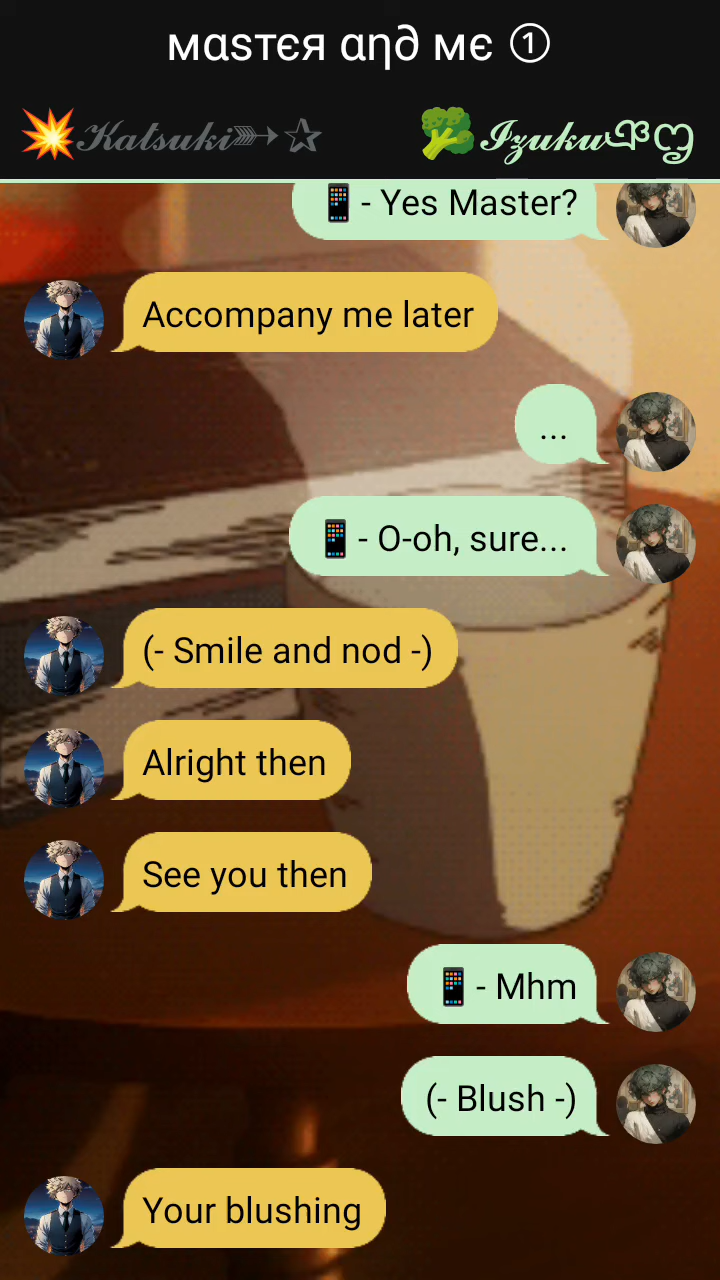 мαѕтєя αη∂ мє ①
💥𝓚𝓪𝓽𝓼𝓾𝓴𝓲➳☆
🥦𝓘𝔃𝓾𝓴𝓾ঔৣ
📱- Yes Master?
Accompany me later
...
📱- O-oh, sure...
(- Smile and nod -)
Alright then
See you then
📱- Mhm
(- Blush -)
Your blushing